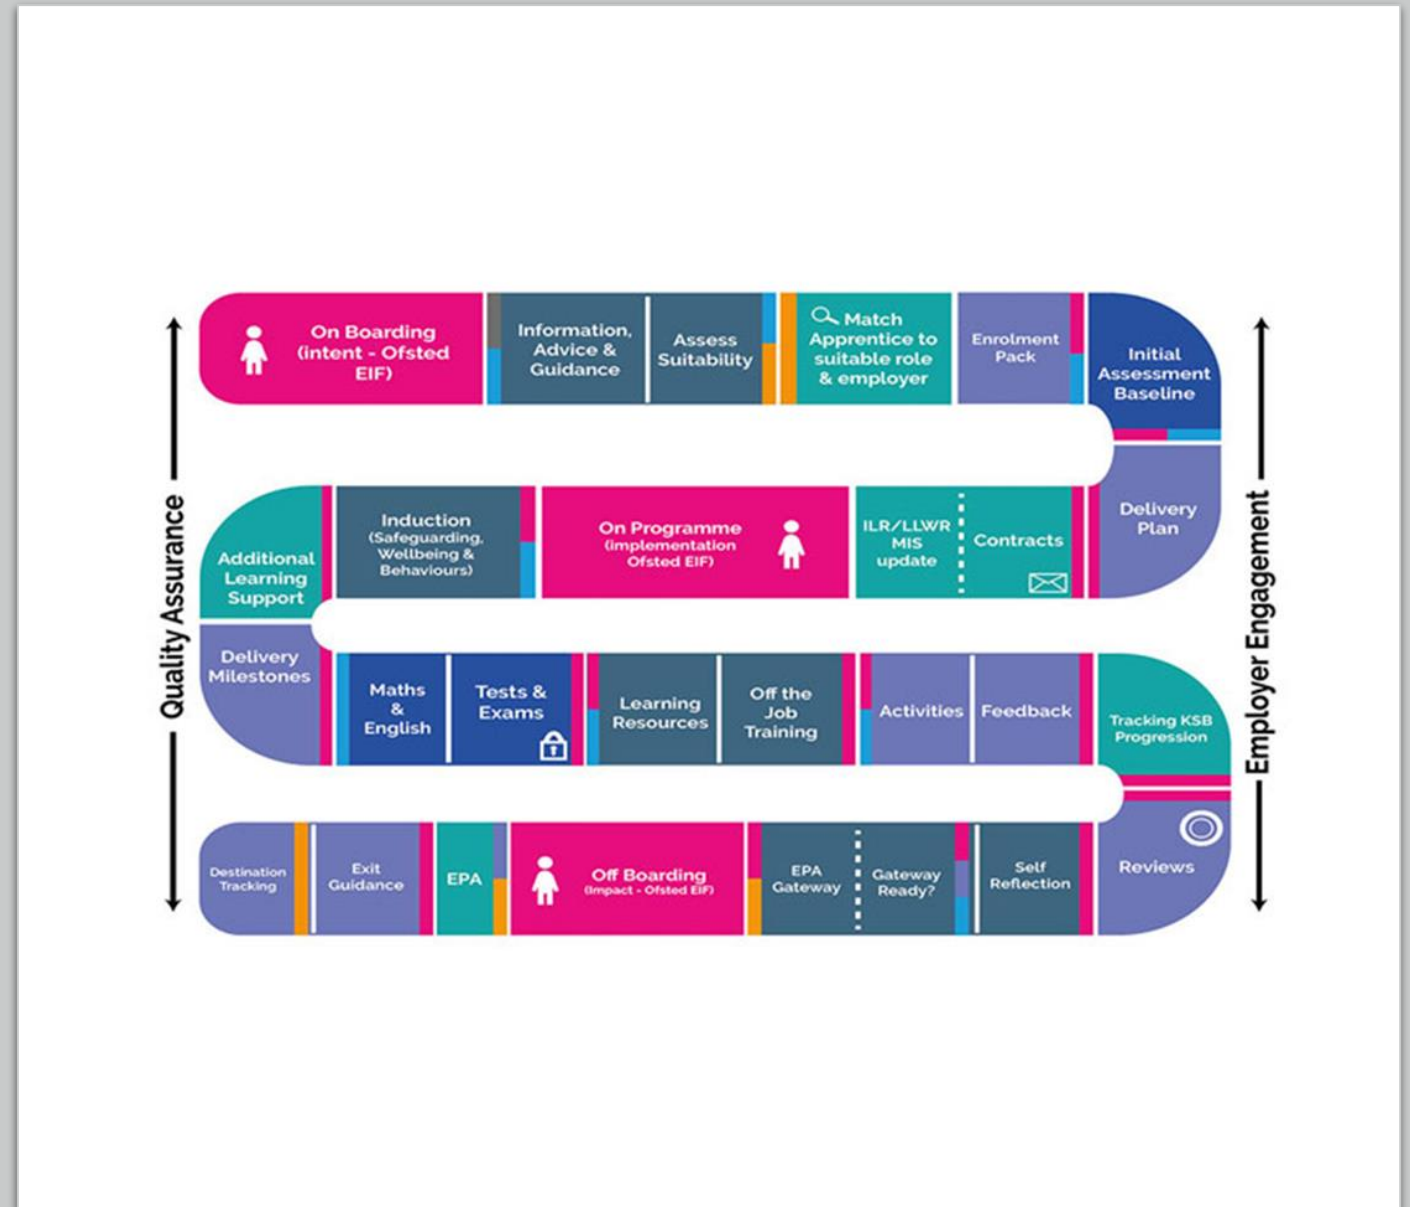 On Boarding
(intent - Ofsted
EIF)
Information,
Advice &
Guidance
Assess
Suitability
Match
Apprentice to
suitable role
& employer
Enrolment
Pack
Initial
Assessment
Baseline
Delivery
Plan
Contracts
ILR/LLWR
MIS
update
On Programme
(implementation
Ofsted EIF)
Induction
(Safeguarding,
Wellbeing &
Behaviours)
Additional
Learning
Support
Delivery
Milestones
Maths
&
English
Tests &
Exams
Learning
Resources
Off the
Job
Training
Activities
Feedback
Tracking KSB
Progression
Reviews
Self
Reflection
Gateway
Ready?
EPA
Gateway
Off Boarding
(Impact - Ofsted EIF)
EPA
Exit
Guidance
Destination
Tracking
Quality Assurance
Employer Engagement